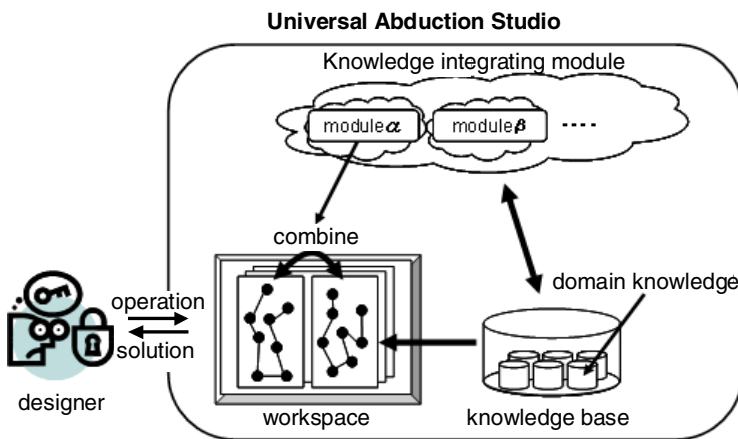 Universal Abduction Studio
Knowledge integrating module
module α
module β
combine
domain knowledge
operation
solution
designer
workspace
knowledge base